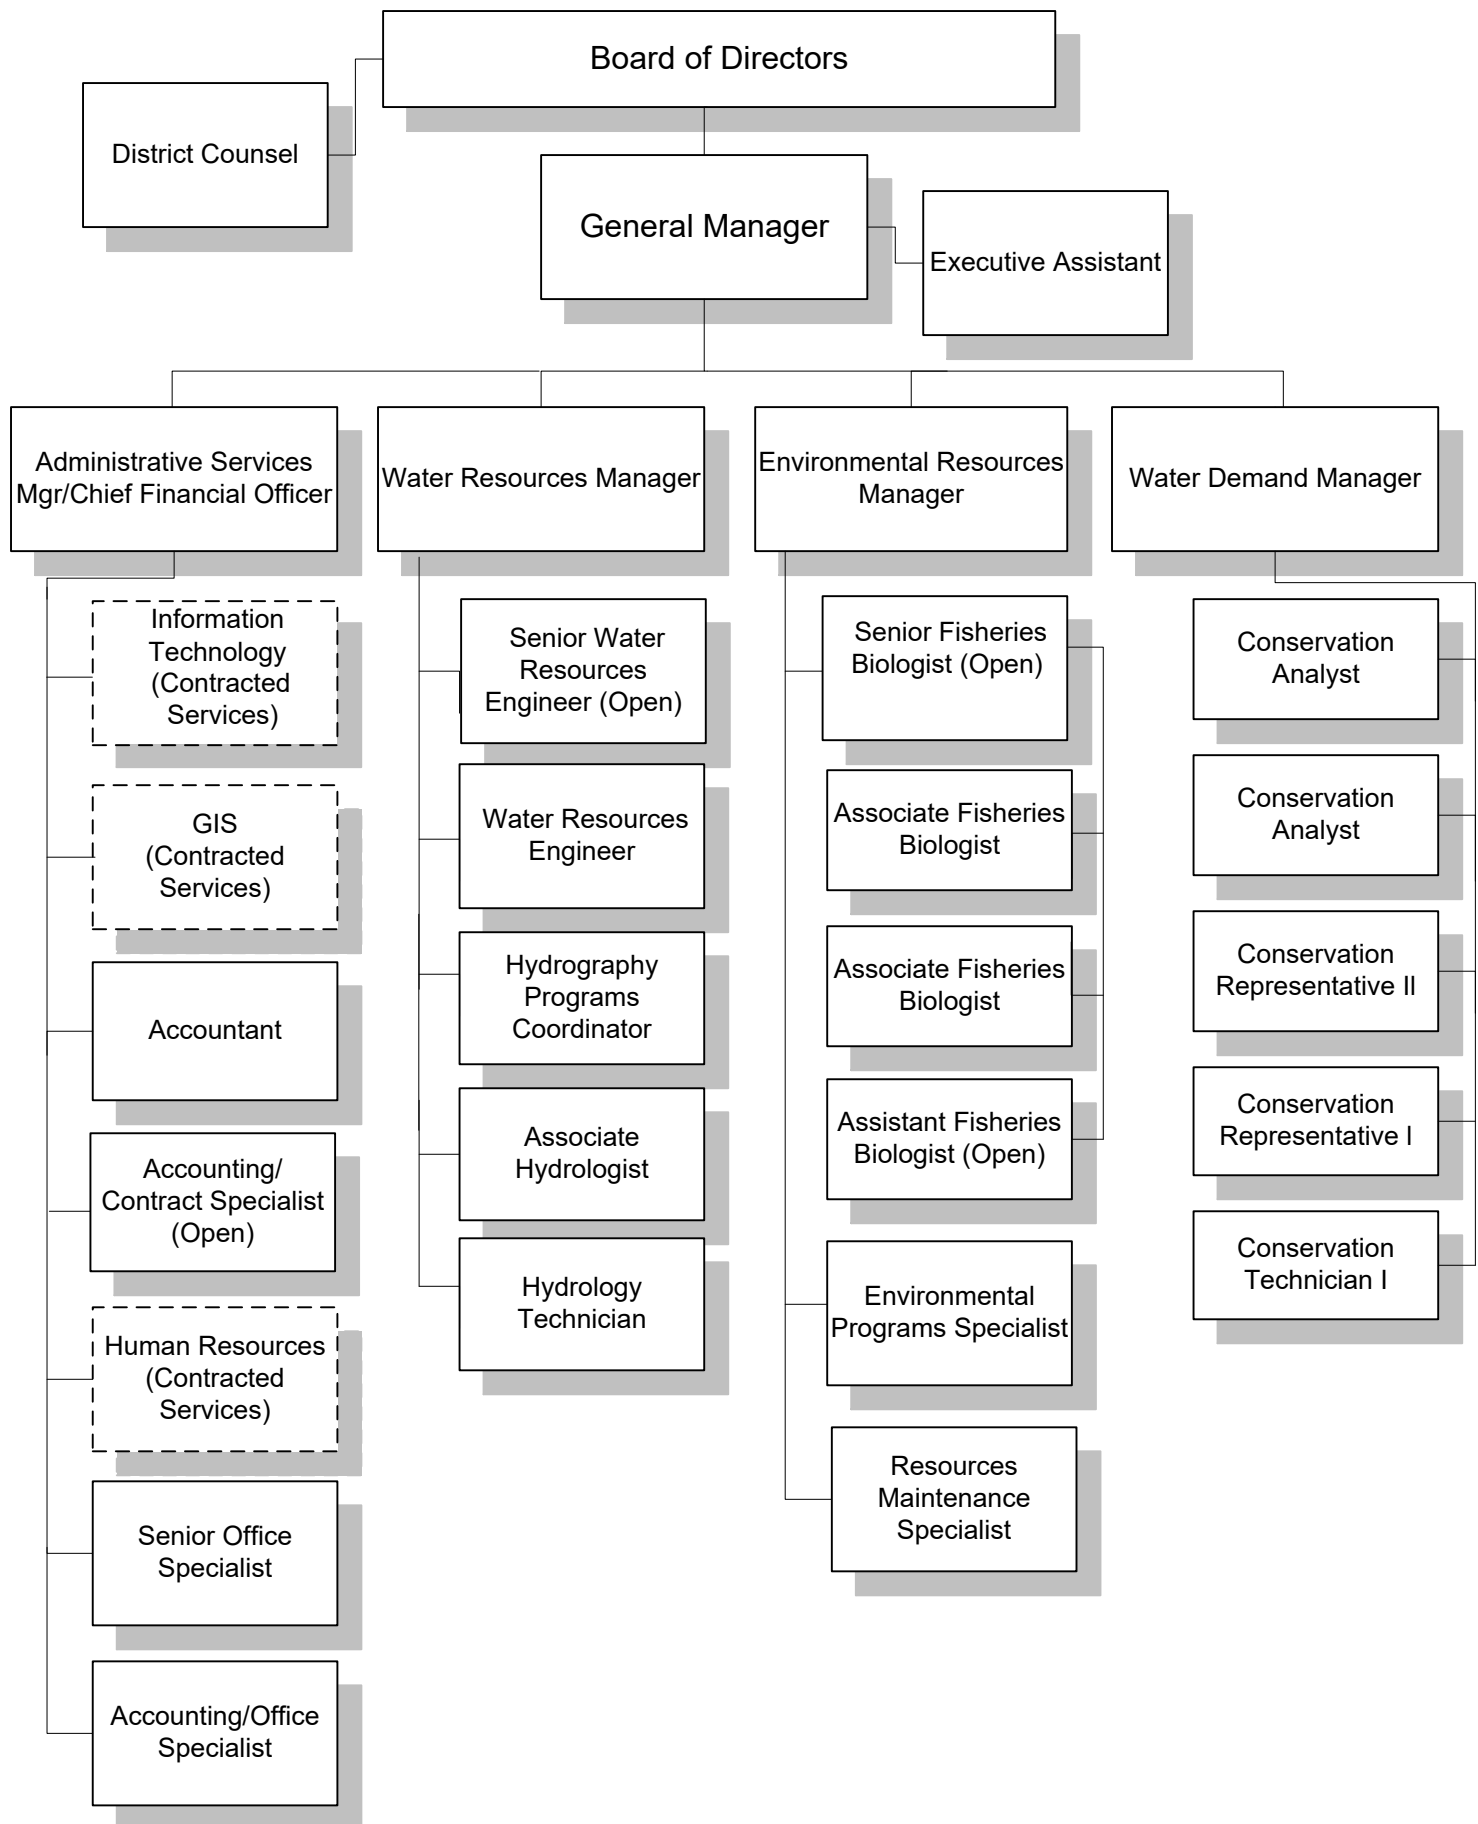 Board of Directors
District Counsel
General Manager
Executive Assistant
Administrative Services
Mgr/Chief Financial Officer
Water Resources Manager
Environmental Resources
Manager
Water Demand Manager
Information
Technology
(Contracted
Services)
GIS
(Contracted
Services)
Accountant
Accounting/
Contract Specialist
(Open)
Human Resources
(Contracted
Services)
Senior Office
Specialist
Accounting/Office
Specialist
Senior Water
Resources
Engineer (Open)
Water Resources
Engineer
Hydrography
Programs
Coordinator
Associate
Hydrologist
Hydrology
Technician
Senior Fisheries
Biologist (Open)
Associate Fisheries
Biologist
Associate Fisheries
Biologist
Assistant Fisheries
Biologist (Open)
Environmental
Programs Specialist
Resources
Maintenance
Specialist
Conservation
Analyst
Conservation
Analyst
Conservation
Representative II
Conservation
Representative I
Conservation
Technician I